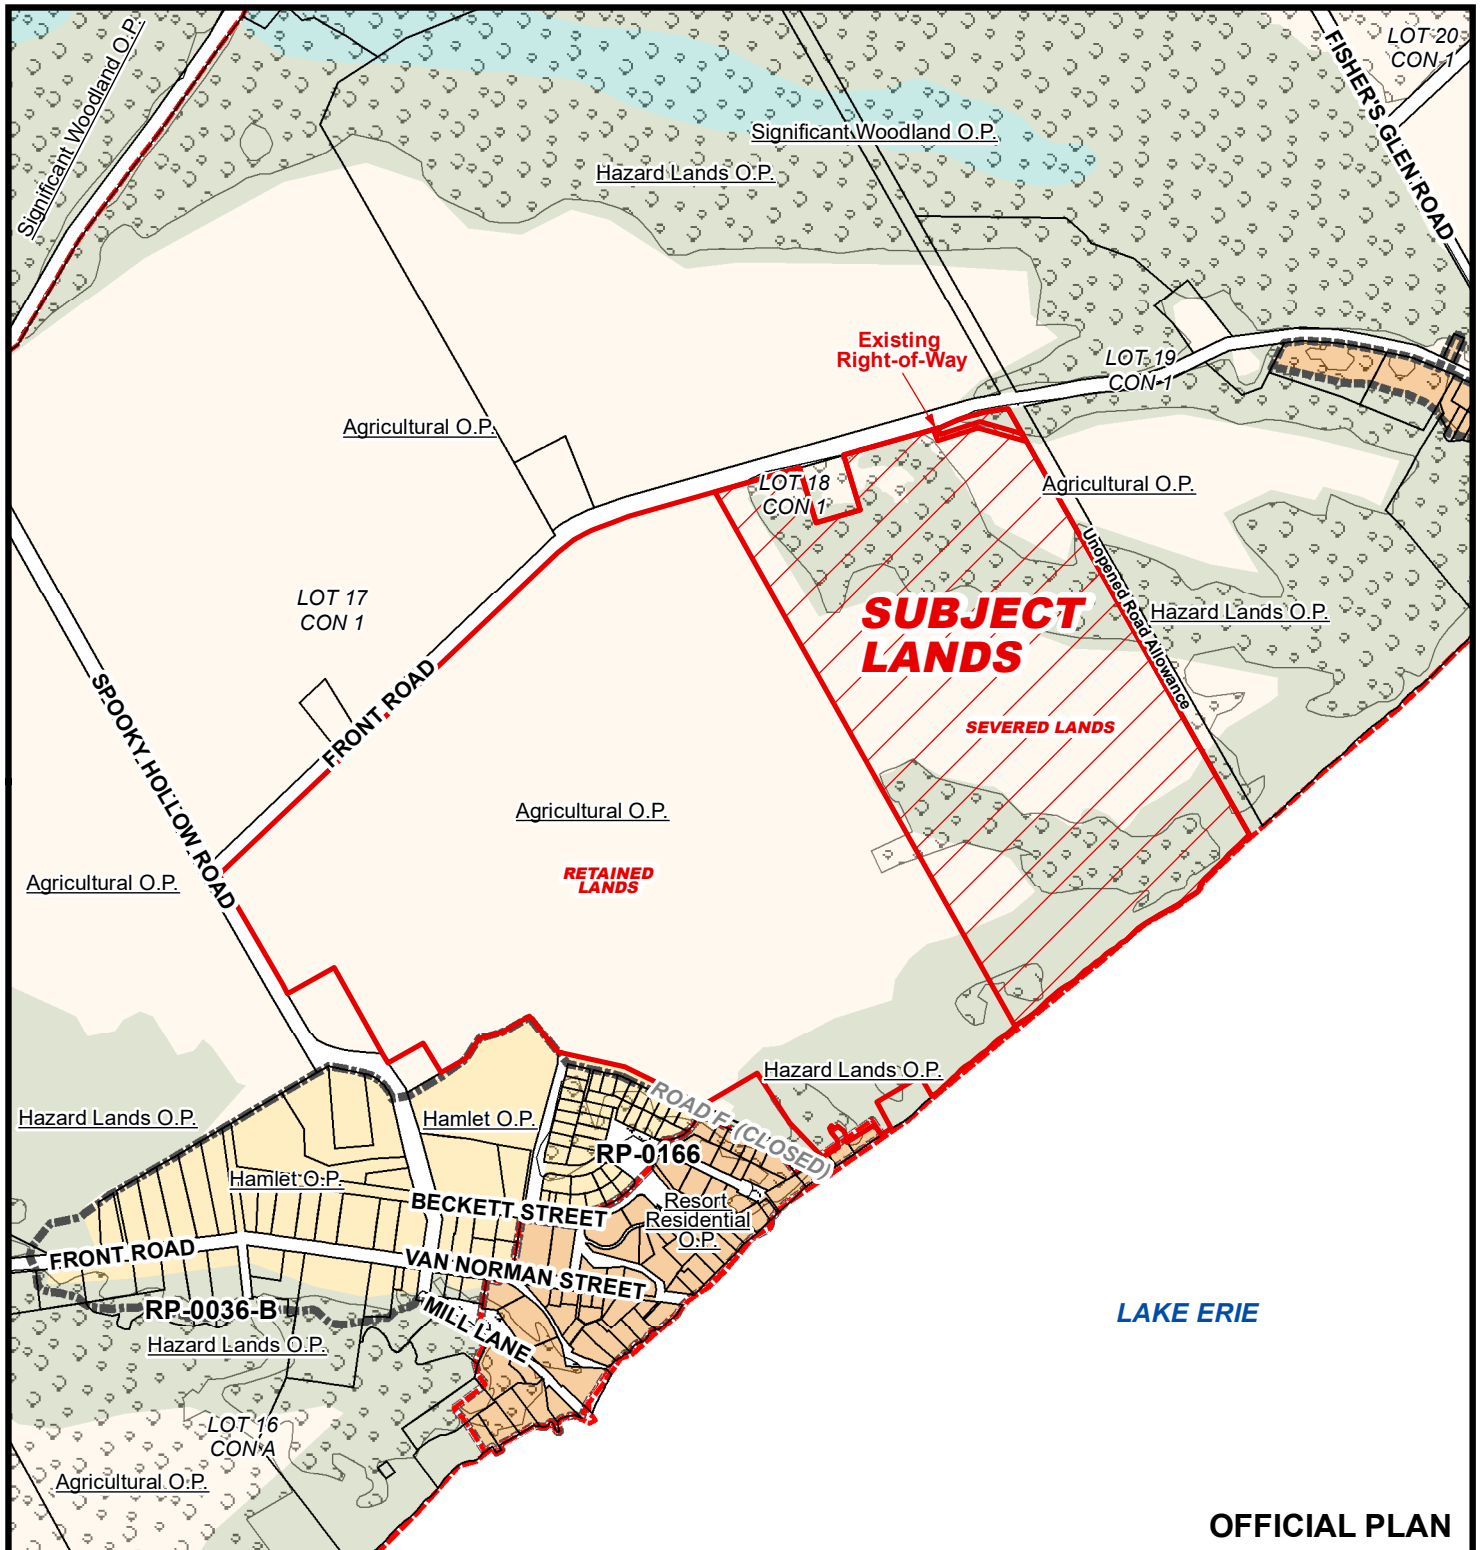 LOT 20
CON 1
FISHER'S GLEN ROAD
Significant Woodland O.P.
Significant Woodland O.P.
Hazard Lands O.P.
Existing
Right-of-Way
LOT 19
CON 1
Agricultural O.P.
LOT 18
CON 1
Agricultural O.P.
Unopened Road Allowance
LOT 17
CON 1
SUBJECT
LANDS
Hazard Lands O.P.
FRONT ROAD
SPOOKY HOLLOW ROAD
SEVERED LANDS
Agricultural O.P.
RETAINED
LANDS
Agricultural O.P.
Hazard Lands O.P.
ROAD F (CLOSED)
Hazard Lands O.P.
Hamlet O.P.
RP-0166
Hamlet O.P.
BECKETT STREET
Resort
Residential
O.P.
FRONT ROAD
VAN NORMAN STREET
RP-0036-B
MILL LANE
LAKE ERIE
Hazard Lands O.P.
LOT 16
CON A
Agricultural O.P.
OFFICIAL PLAN